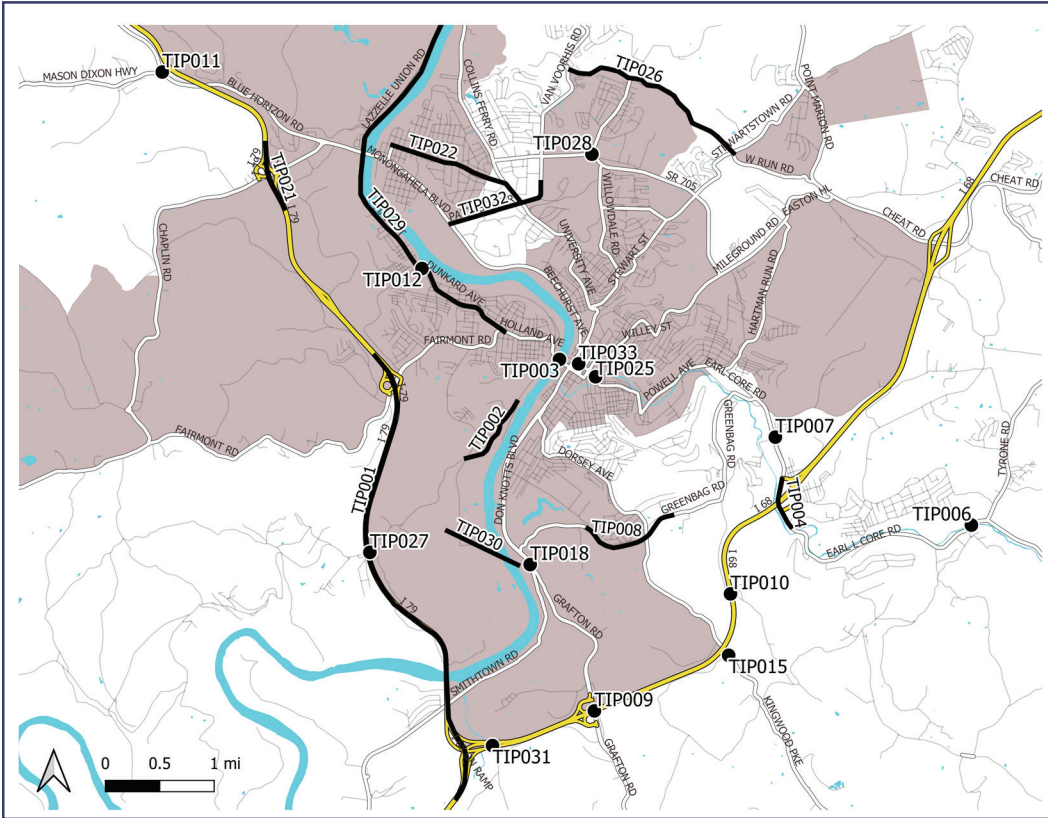 TIP011
MASON DIXON HWY
BLUE HORIZON RD
LAZZELLE UNION RD
COLLINS FERRY RD
VAN VOORHIS RD
TIP026
POINT MARION RD
STEWARTSTOWN RD
I 79
TIP021
I 79
MONONGAHELA BLVD
TIP022
TIP028
SR 705
W RUN RD
CHEAT RD
I 68
TIP032
PA
WILLOWDALE RD
EASTON HL
CHEAT RD
TIP029
UNIVERSITY AVE
STEWART ST
MILEGROUND RD
CHAPLIN RD
TIP012
DUNKARD AVE
BEECHURST AVE
HARTMAN RUN RD
HOLLAND AVE
WILLEY ST
FAIRMONT RD
TIP033
TIP003
TIP025
POWELL AVE
EARL CORE RD
I 79
TIP002
GREENBAG RD
FAIRMONT RD
I 79
DON KNOTTS BLVD
DORSEY AVE
TIP007
TYRONE RD
TIP001
TIP004
GREENBAG RD
I 68
TIP006
TIP008
EARL L CORE RD
TIP030
TIP027
TIP018
I 68
TIP010
I 79
GRAFTON RD
SMITHTOWN RD
TIP015
KINGWOOD PKE
TIP009
TIP031
RAMP
GRAFTON RD
0 0.5 1 mi